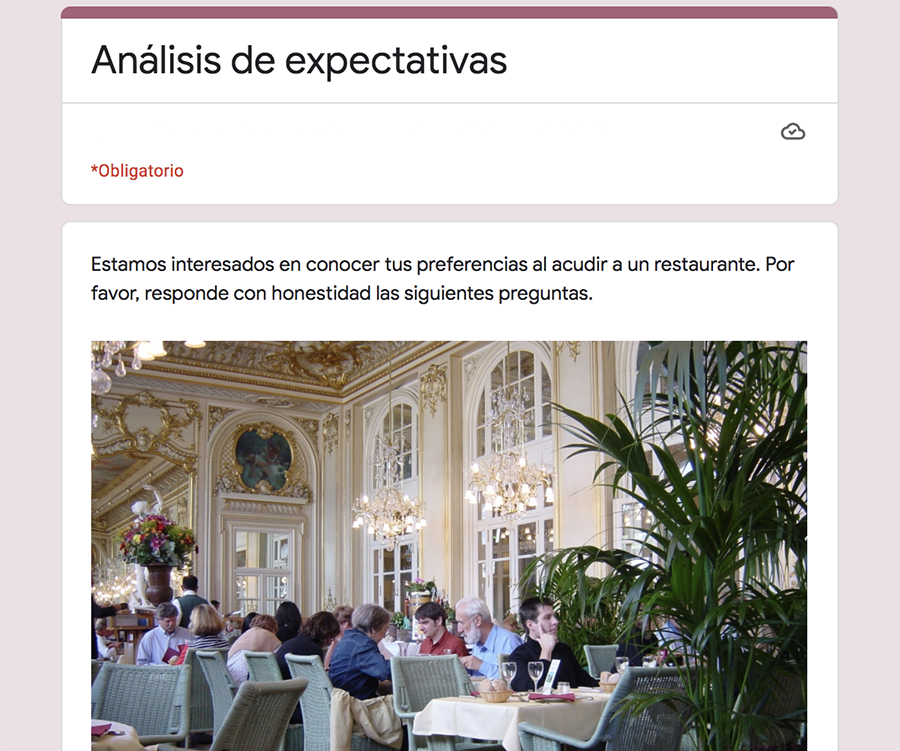 Análisis de expectativas
*Obligatorio
Estamos interesados en conocer tus preferencias al acudir a un restaurante. Por
favor, responde con honestidad las siguientes preguntas.